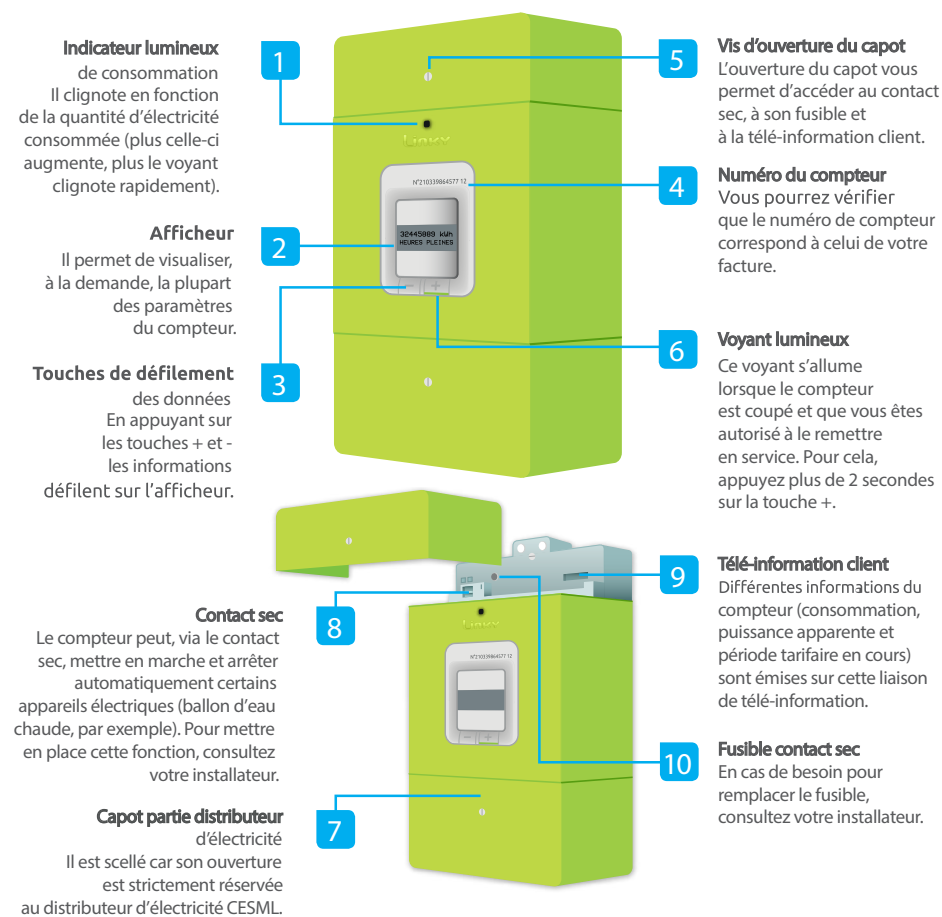 Indicateur lumineux
de consommation
Il clignote en fonction
de la quantité d'électricité
consommée (plus celle-ci
augmente, plus le voyant
clignote rapidement).
1
Afficheur
Il permet de visualiser,
à la demande, la plupart
des paramètres
du compteur.
2
Touches de défilement
des données
En appuyant sur
les touches + et -
les informations
défilent sur l'afficheur.
3
Linky
N°210339864577 12
32445889 kWh
HEURES PLEINES
- +
5
Vis d'ouverture du capot
L'ouverture du capot vous
permet d'accéder au contact
sec, à son fusible et
à la télé-information client.
4
Numéro du compteur
Vous pourrez vérifier
que le numéro de compteur
correspond à celui de votre
facture.
6
Voyant lumineux
Ce voyant s'allume
lorsque le compteur
est coupé et que vous êtes
autorisé à le remettre
en service. Pour cela,
appuyez plus de 2 secondes
sur la touche +.
8
Contact sec
Le compteur peut, via le contact
sec, mettre en marche et arrêter
automatiquement certains
appareils électriques (ballon d'eau
chaude, par exemple). Pour mettre
en place cette fonction, consultez
votre installateur.
7
Capot partie distributeur
d'électricité
Il est scellé car son ouverture
est strictement réservée
au distributeur d'électricité CESML.
Linky
N°210339864577 12
- +
9
Télé-information client
Différentes informations du
compteur (consommation,
puissance apparente et
période tarifaire en cours)
sont émises sur cette liaison
de télé-information.
10
Fusible contact sec
En cas de besoin pour
remplacer le fusible,
consultez votre installateur.